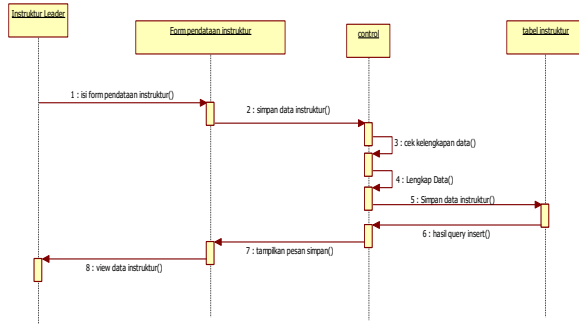 Instruktur Leader
Form pendataan instruktur
control
tabel instruktur
1 : isi form pendataan instruktur()
2 : simpan data instruktur()
3 : cek kelengkapan data()
4 : Lengkap Data()
5 : Simpan data instruktur()
6 : hasil query insert()
7 : tampilkan pesan simpan()
8 : view data instruktur()